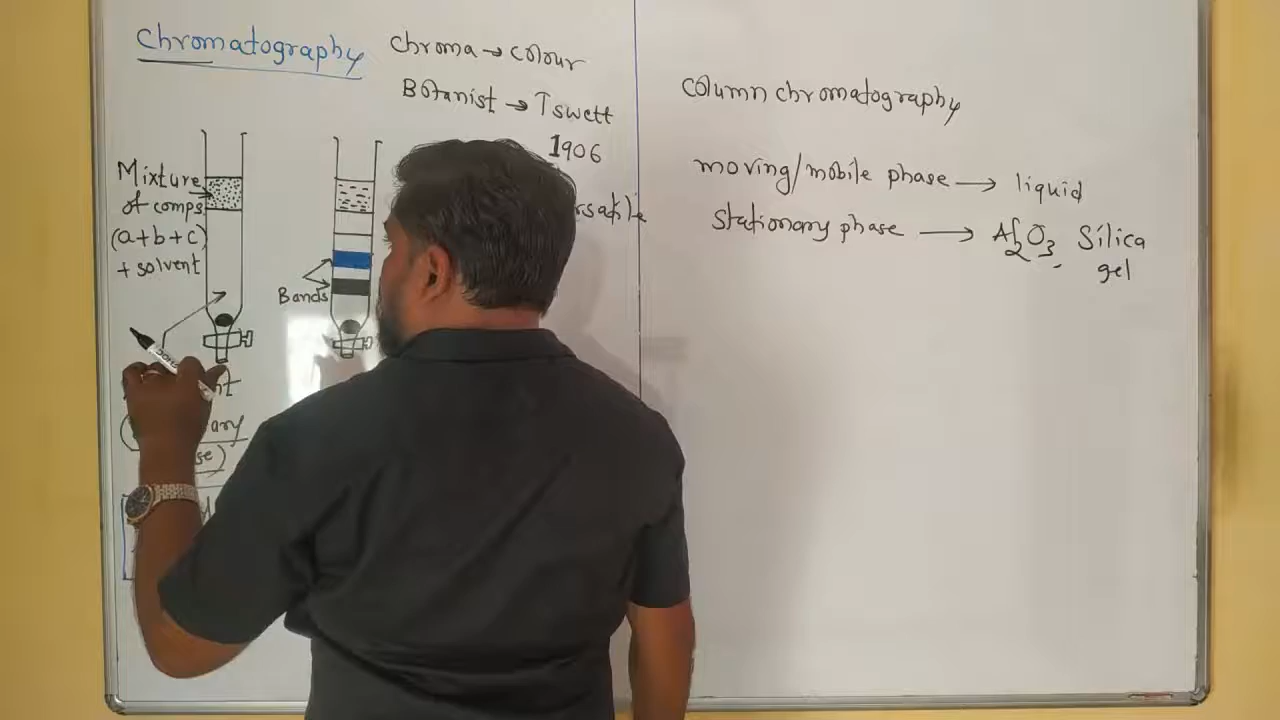 Chromatography
Chroma → colour
Botanist → Tswett
1906
Mixture
of comps
(a+b+c)
+ solvent
Bands
column chromatography
moving/mobile phase → liquid
Stationary phase → Al2O3 Silica
gel